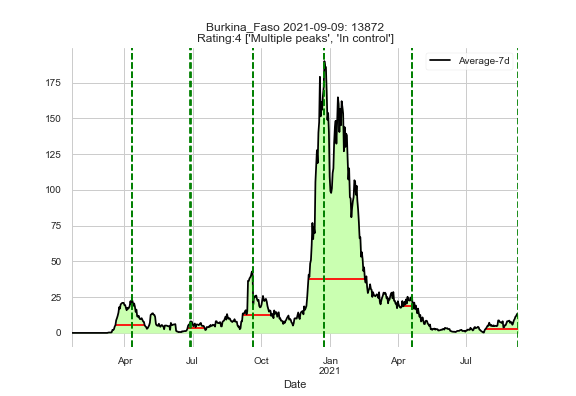 Burkina_Faso 2021-09-09: 13872
Rating:4 ['Multiple peaks', 'In control']
Average-7d
175
150
125
100
75
50
25
0
Apr Jul Oct Jan Apr Jul
2021
Date